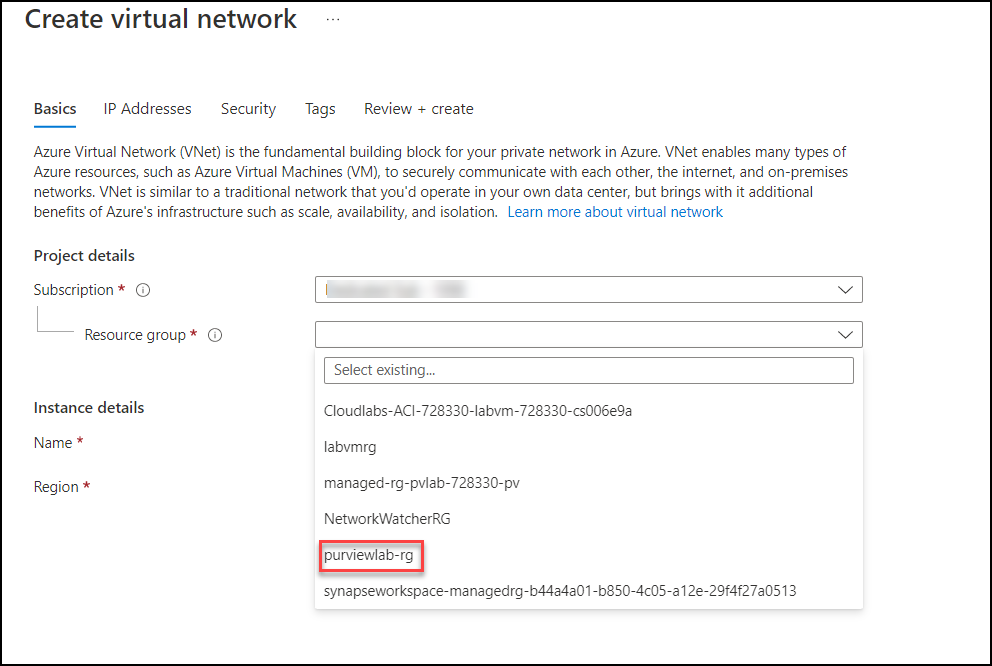 Create virtual network ...
Basics IP Addresses Security Tags Review + create
Azure Virtual Network (VNet) is the fundamental building block for your private network in Azure. VNet enables many types of
Azure resources, such as Azure Virtual Machines (VM), to securely communicate with each other, the internet, and on-premises
networks. VNet is similar to a traditional network that you'd operate in your own data center, but brings with it additional
benefits of Azure's infrastructure such as scale, availability, and isolation. Learn more about virtual network
Project details
Subscription *
Resource group *
Select existing...
Cloudlabs-ACI-728330-labvm-728330-cs006e9a
labvmrg
managed-rg-pvlab-728330-pv
NetworkWatcherRG
purviewlab-rg
synapseworkspace-managedrg-b44a4a01-b850-4c05-a12e-29f4f27a0513
Instance details
Name *
Region *